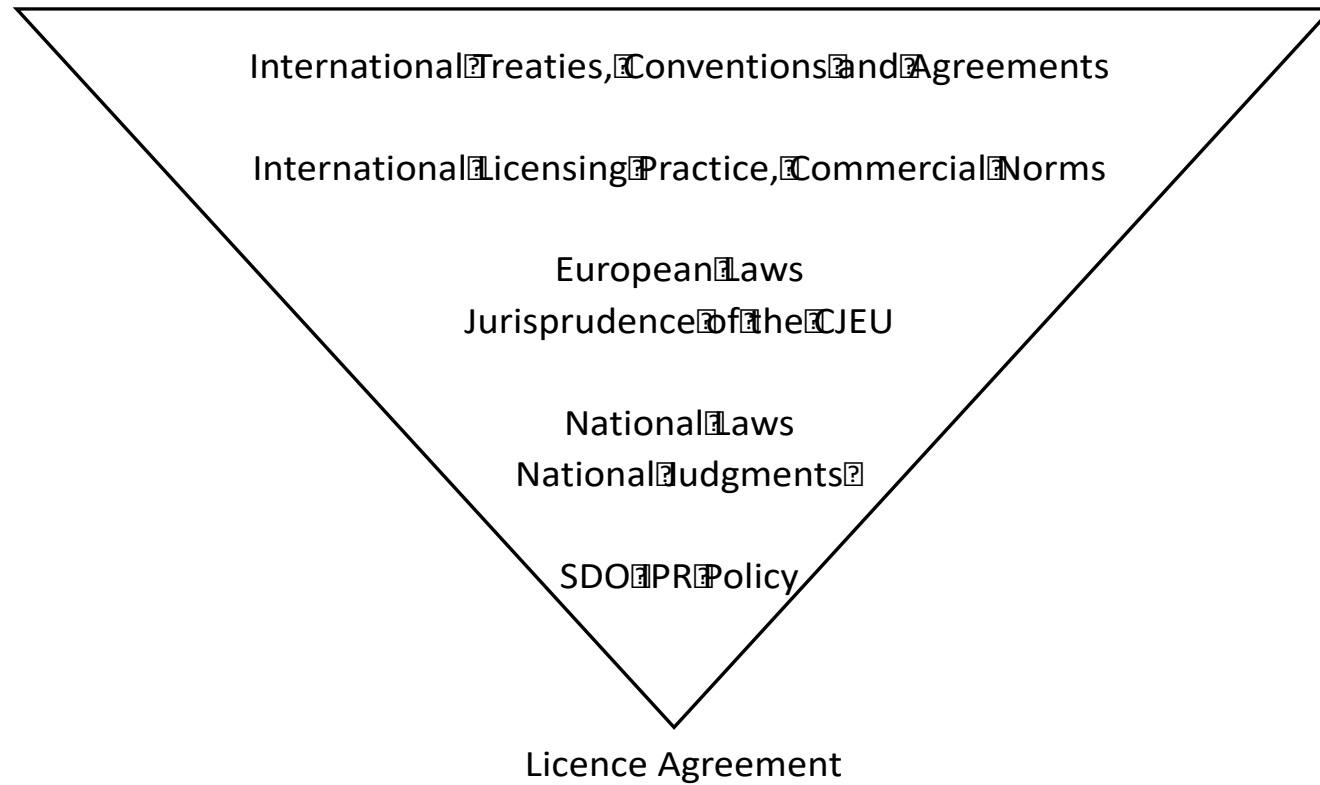 International Treaties, Conventions and Agreements
International Licensing Practice, Commercial Norms
European Laws
Jurisprudence of the CJEU
National Laws
National Judgments
SDO IPR Policy
Licence Agreement